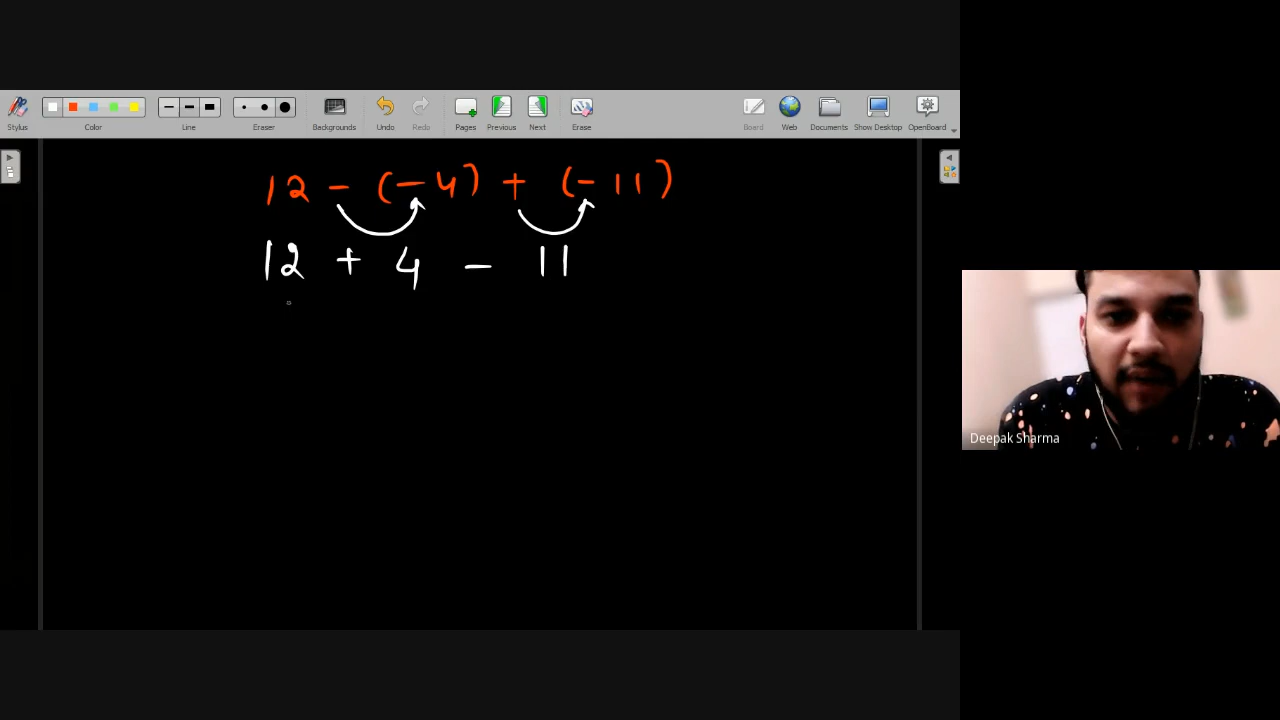 Stylus
Color
Line
Eraser
Backgrounds
Undo
Redo
Pages
Previous
Next
Erase
Board
Web
Documents
Show Desktop
OpenBoard
12 - (-4) + (-11)
12 + 4 - 11
Deepak Sharma